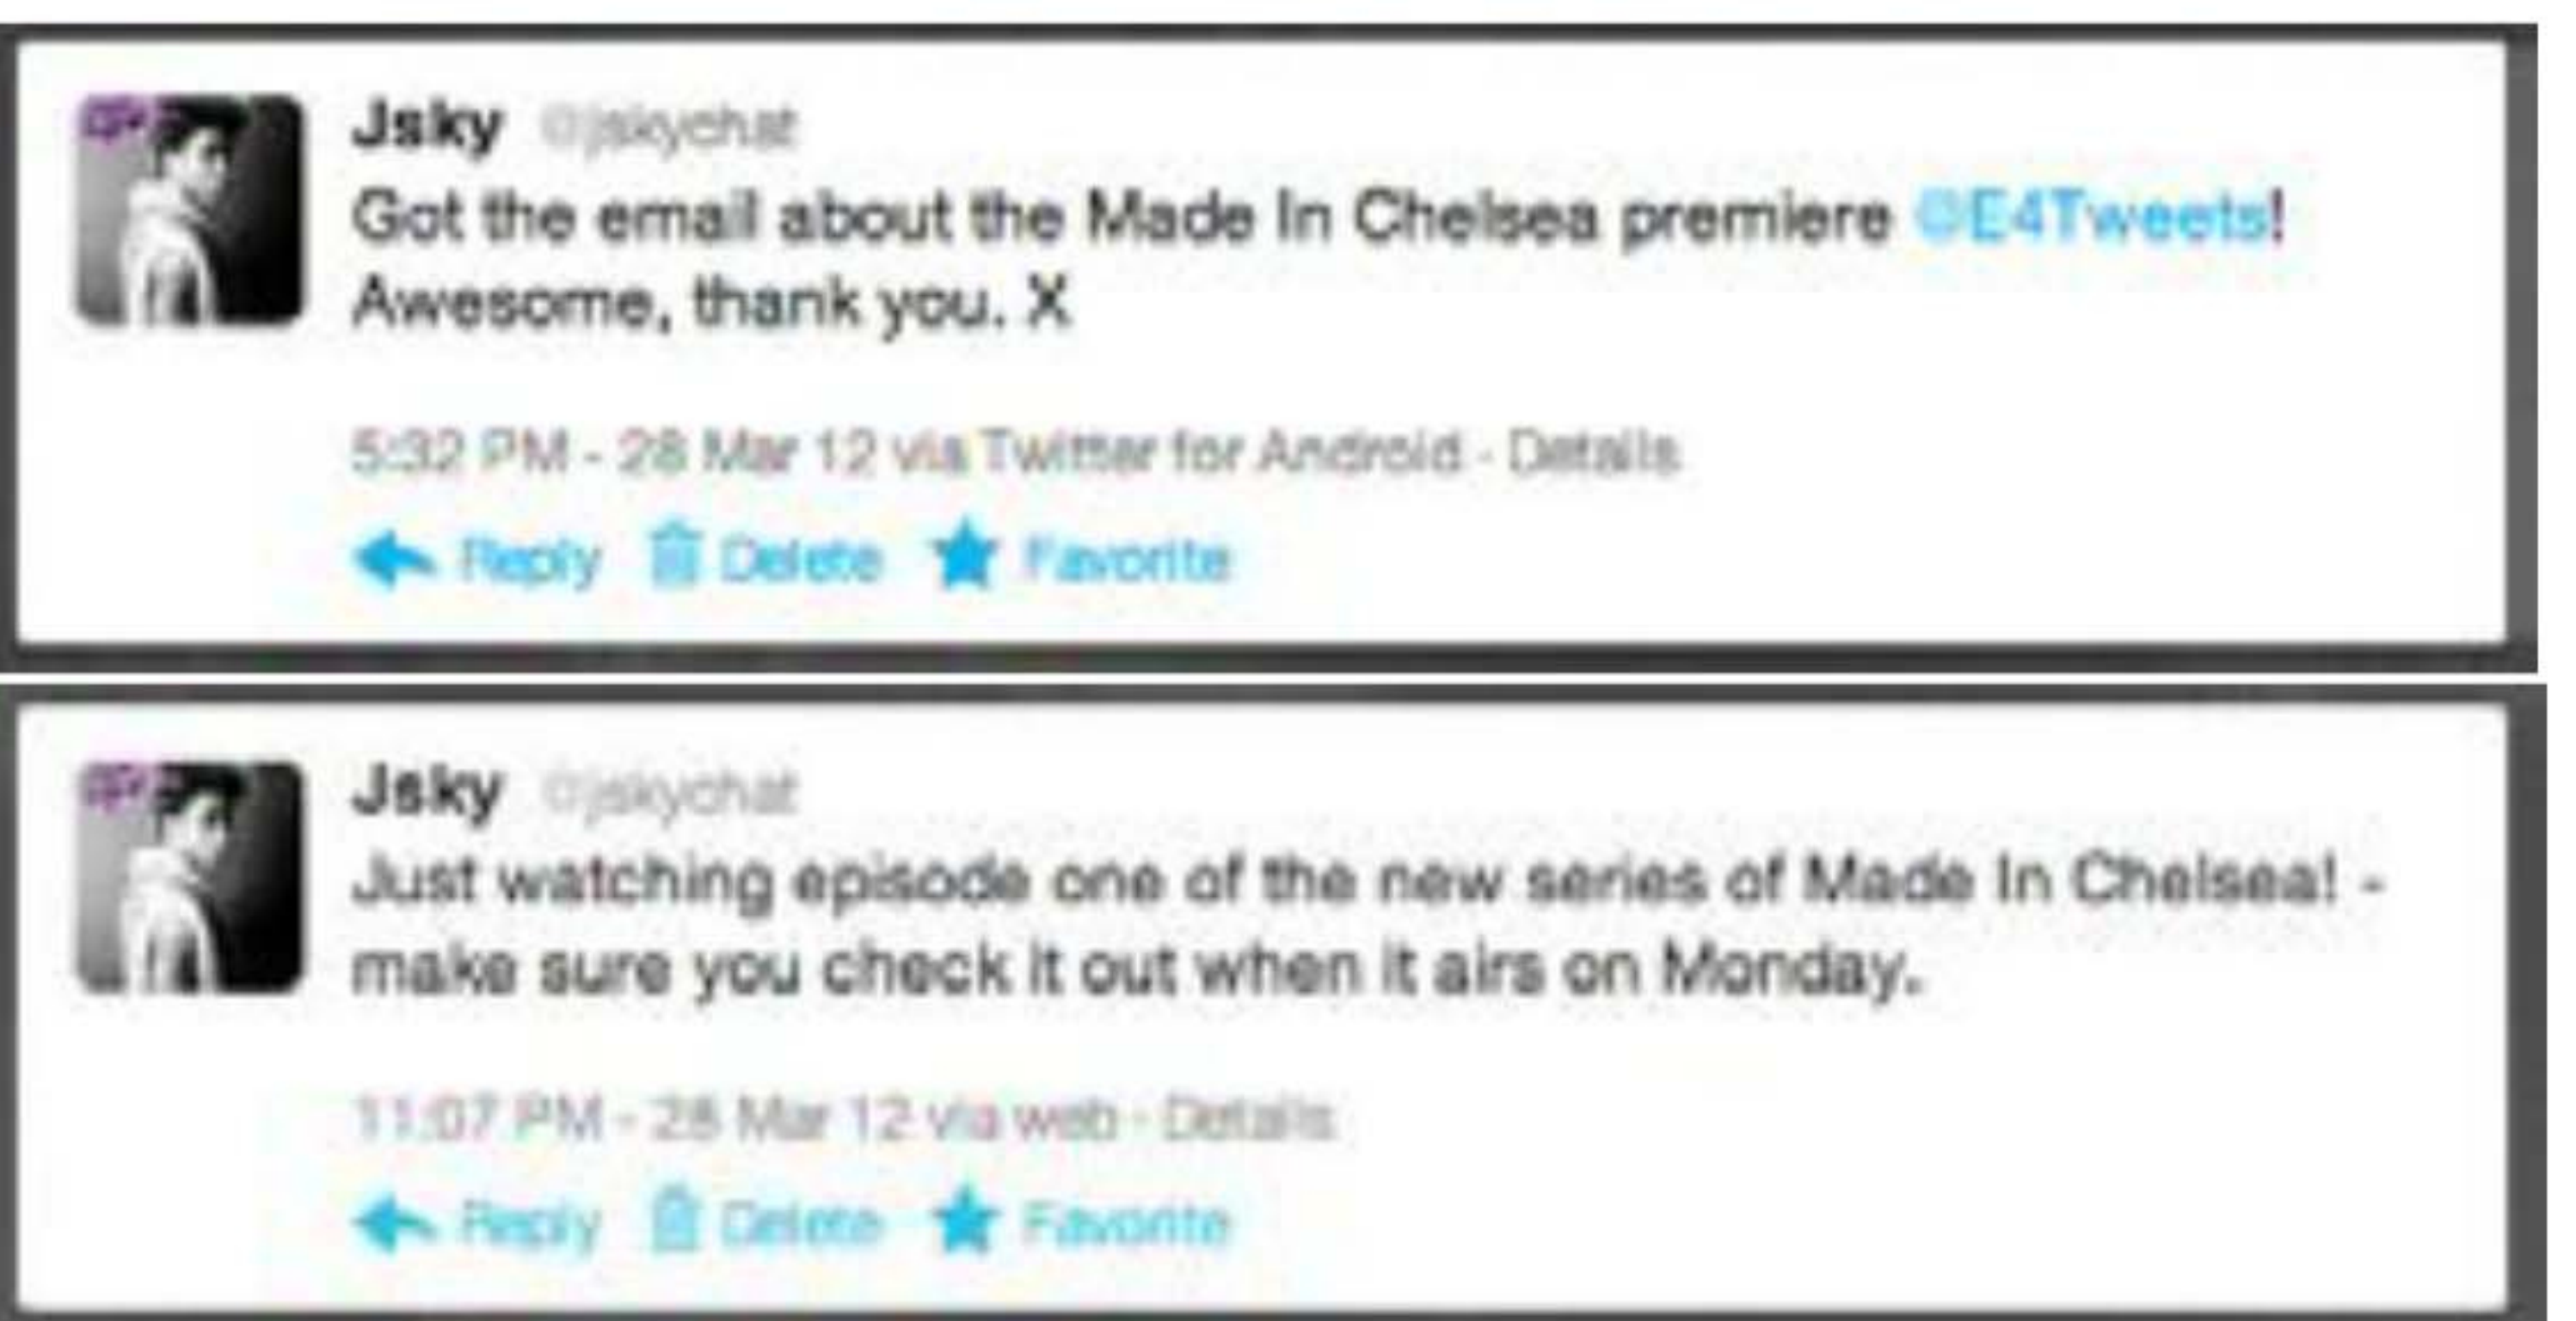 Jsky @jskychat
Got the email about the Made In Chelsea premiere @E4Tweets!
Awesome, thank you. X
5:32 PM - 28 Mar 12 via Twitter for Android · Details
Reply Delete Favorite
Jsky @jskychat
Just watching episode one of the new series of Made In Chelsea! -
make sure you check it out when it airs on Monday.
11:07 PM - 28 Mar 12 via web · Details
Reply Delete Favorite